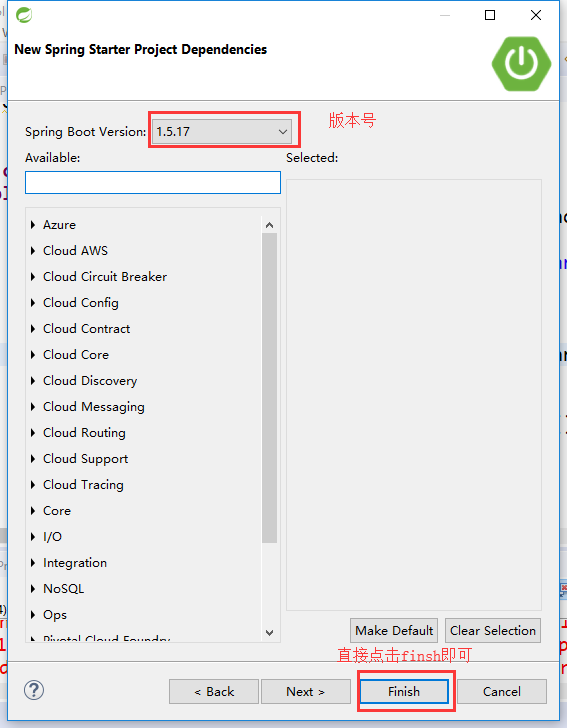 New Spring Starter Project Dependencies
Spring Boot Version: 1.5.17 版本号
Available: Selected:
Azure
Cloud AWS
Cloud Circuit Breaker
Cloud Config
Cloud Contract
Cloud Core
Cloud Discovery
Cloud Messaging
Cloud Routing
Cloud Support
Cloud Tracing
Core
I/O
Integration
NoSQL
Ops
Pivotal Cloud Foundry
Make Default Clear Selection
直接点击finsh即可
? < Back Next > Finish Cancel